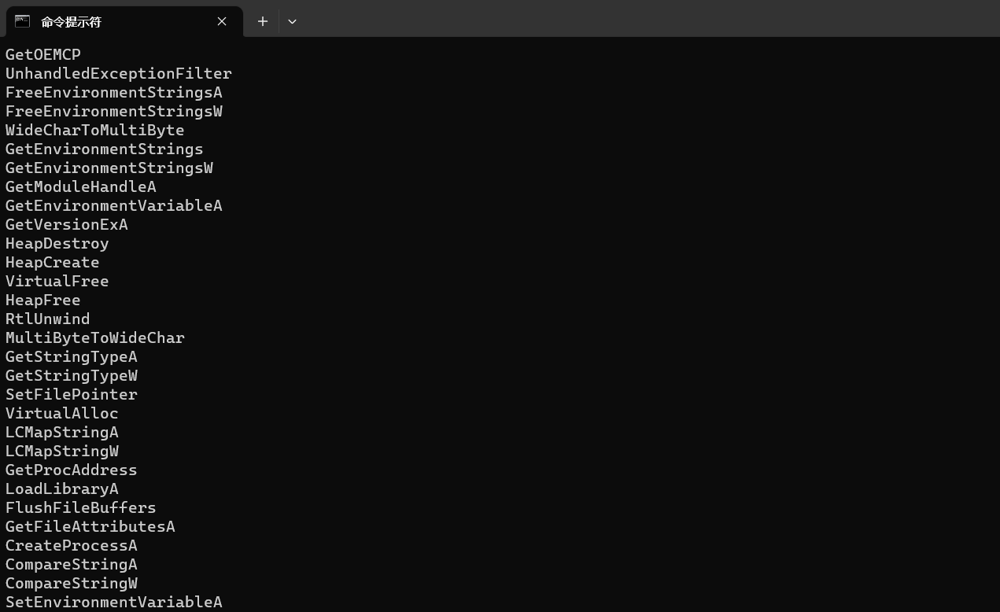 命令提示符
GetOEMCP
UnhandledExceptionFilter
FreeEnvironmentStringsA
FreeEnvironmentStringsW
WideCharToMultiByte
GetEnvironmentStrings
GetEnvironmentStringsW
GetModuleHandleA
GetEnvironmentVariableA
GetVersionExA
HeapDestroy
HeapCreate
VirtualFree
HeapFree
RtlUnwind
MultiByteToWideChar
GetStringTypeA
GetStringTypeW
SetFilePointer
VirtualAlloc
LCMapStringA
LCMapStringW
GetProcAddress
LoadLibraryA
FlushFileBuffers
GetFileAttributesA
CreateProcessA
CompareStringA
CompareStringW
SetEnvironmentVariableA